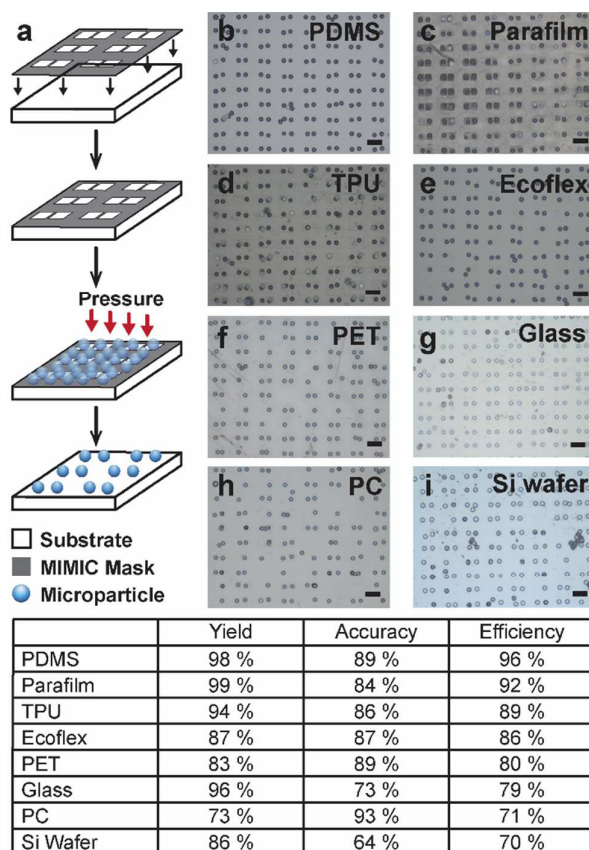 a
Pressure
Substrate
MIMIC Mask
Microparticle
b PDMS
c Parafilm
d TPU
e Ecoflex
f PET
g Glass
h PC
i Si wafer
Yield Accuracy Efficiency
PDMS 98 % 89 % 96 %
Parafilm 99 % 84 % 92 %
TPU 94 % 86 % 89 %
Ecoflex 87 % 87 % 86 %
PET 83 % 89 % 80 %
Glass 96 % 73 % 79 %
PC 73 % 93 % 71 %
Si Wafer 86 % 64 % 70 %